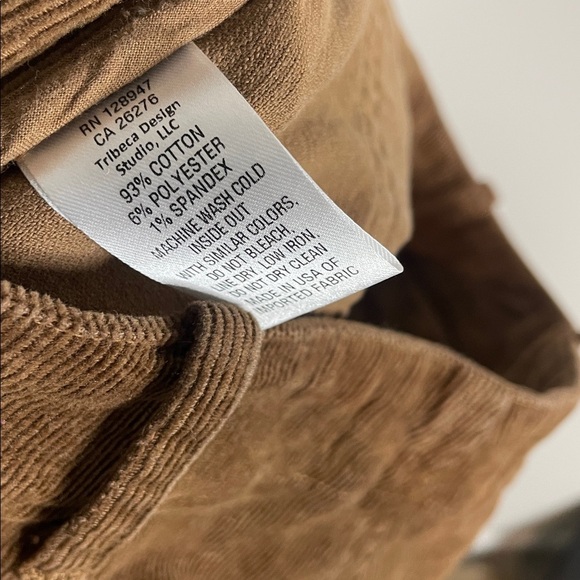 RN 128947
CA 26276
Tribeca Design
Studio, LLC
93% COTTON
6% POLYESTER
1% SPANDEX
MACHINE WASH COLD
INSIDE OUT
WITH SIMILAR COLORS.
DO NOT BLEACH.
LINE DRY. LOW IRON.
DO NOT DRY CLEAN
MADE IN USA OF
IMPORTED FABRIC